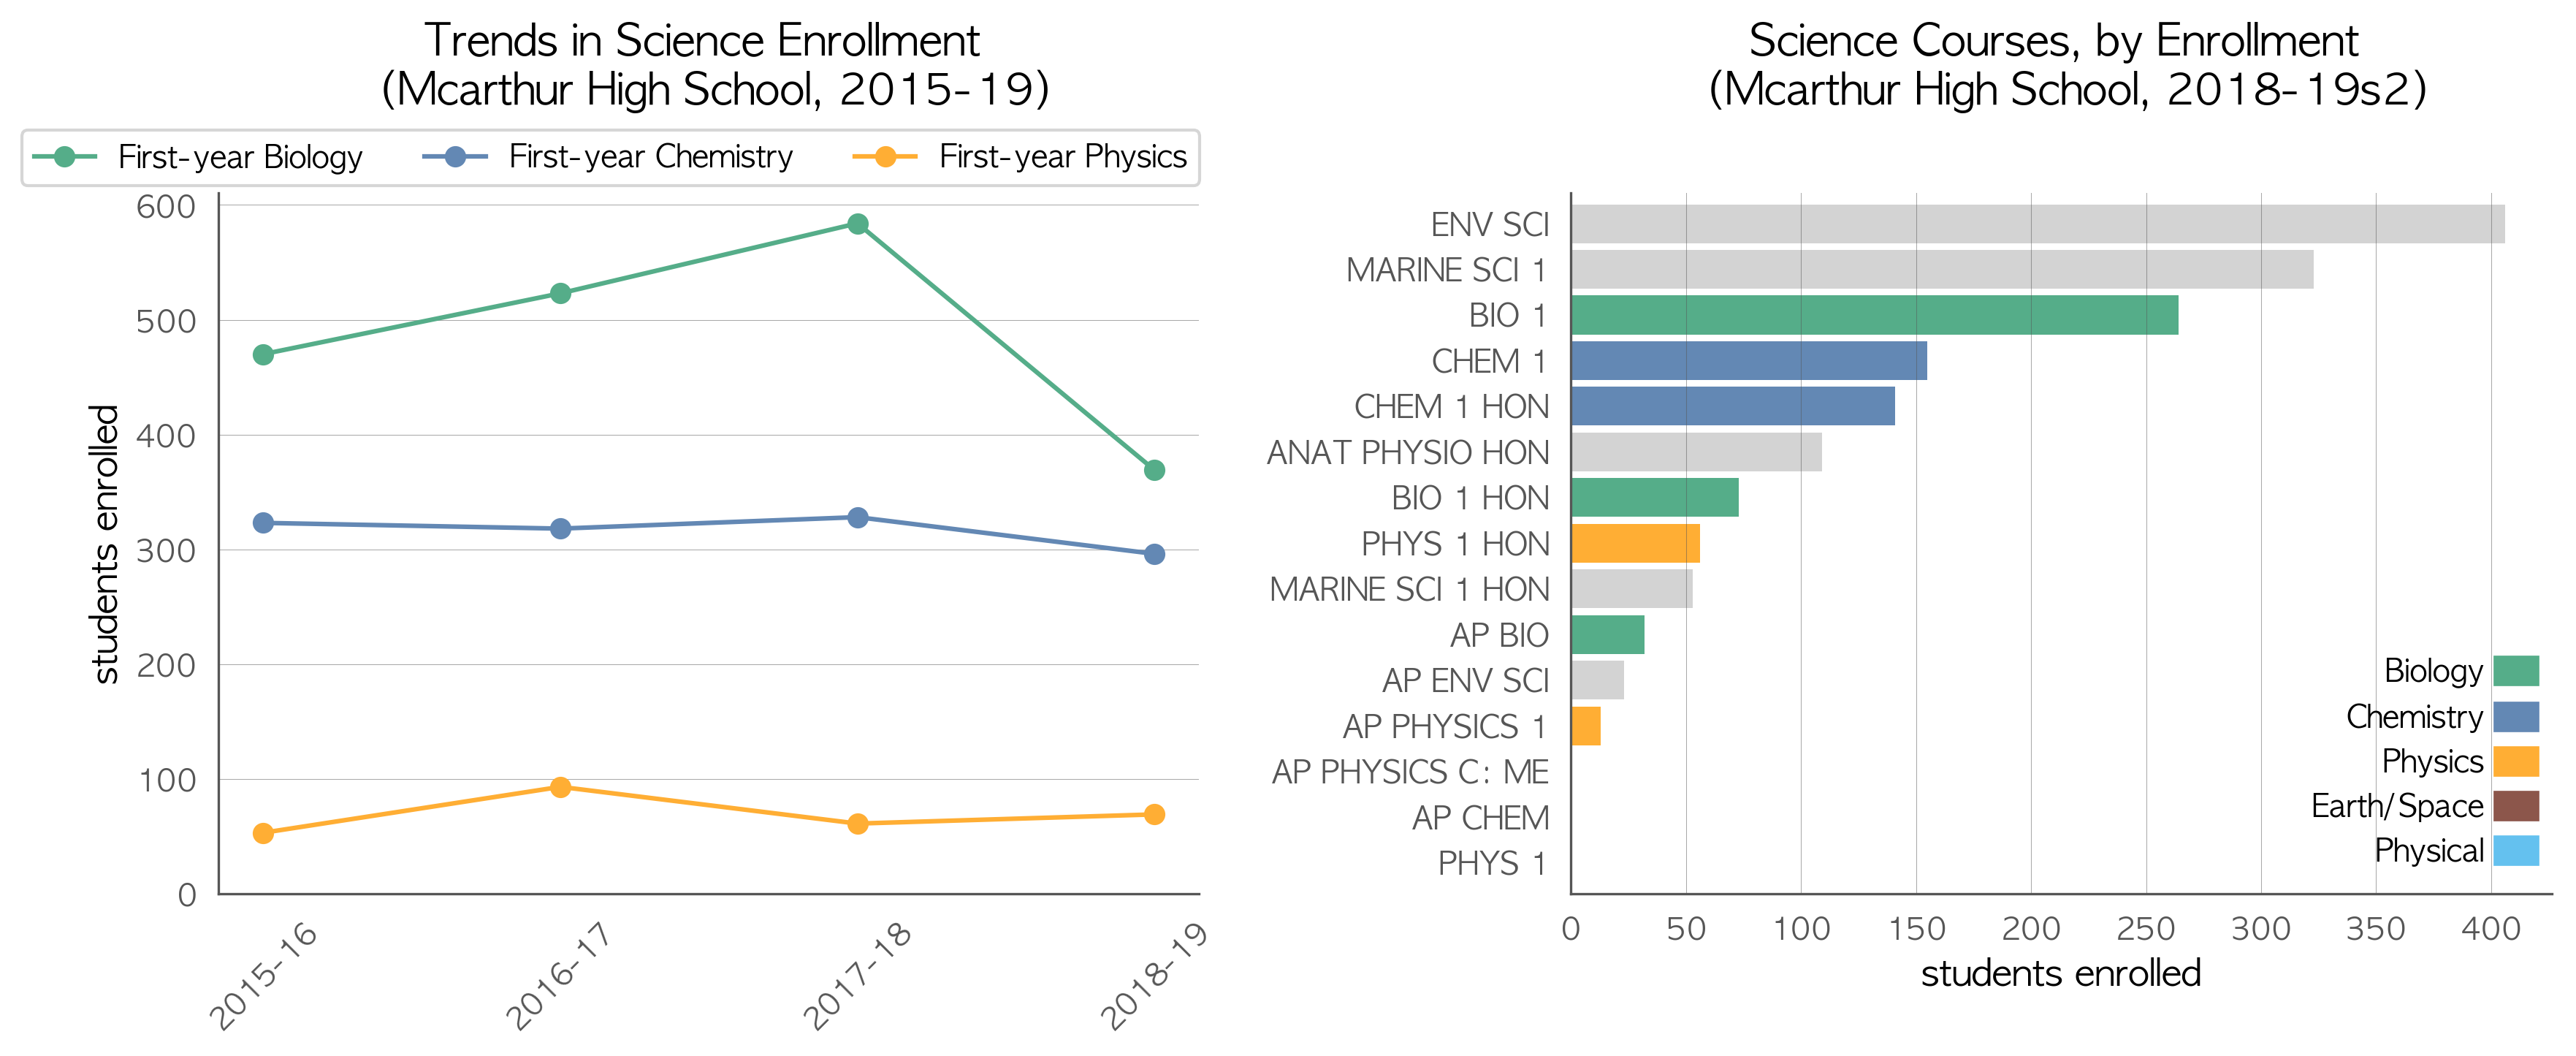 Trends in Science Enrollment
(Mcarthur High School, 2015-19)
First-year Biology
First-year Chemistry
First-year Physics
600
500
400
300
200
100
0
students enrolled
2015-16
2016-17
2017-18
2018-19
Science Courses, by Enrollment
(Mcarthur High School, 2018-19s2)
ENV SCI
MARINE SCI 1
BIO 1
CHEM 1
CHEM 1 HON
ANAT PHYSIO HON
BIO 1 HON
PHYS 1 HON
MARINE SCI 1 HON
AP BIO
AP ENV SCI
AP PHYSICS 1
AP PHYSICS C: ME
AP CHEM
PHYS 1
Biology
Chemistry
Physics
Earth/Space
Physical
0 50 100 150 200 250 300 350 400
students enrolled